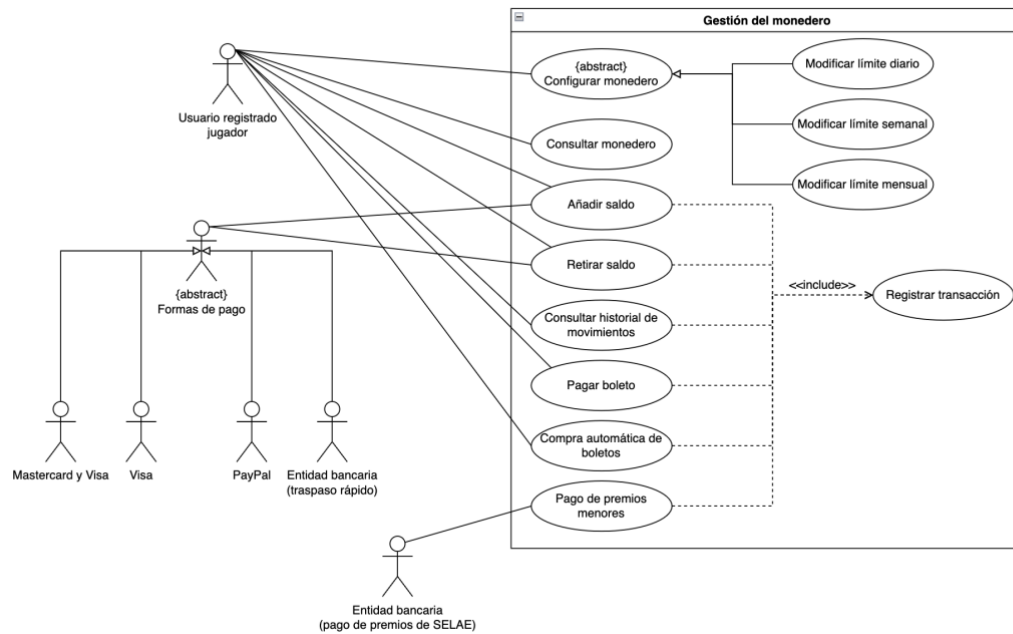 Gestión del monedero
{abstract}
Configurar monedero
Modificar límite diario
Usuario registrado
jugador
Modificar límite semanal
Consultar monedero
Modificar límite mensual
Añadir saldo
{abstract}
Formas de pago
Retirar saldo
<<include>>
Registrar transacción
Consultar historial de
movimientos
Pagar boleto
Compra automática de
boletos
Mastercard y Visa
Visa
PayPal
Entidad bancaria
(traspaso rápido)
Pago de premios
menores
Entidad bancaria
(pago de premios de SELAE)